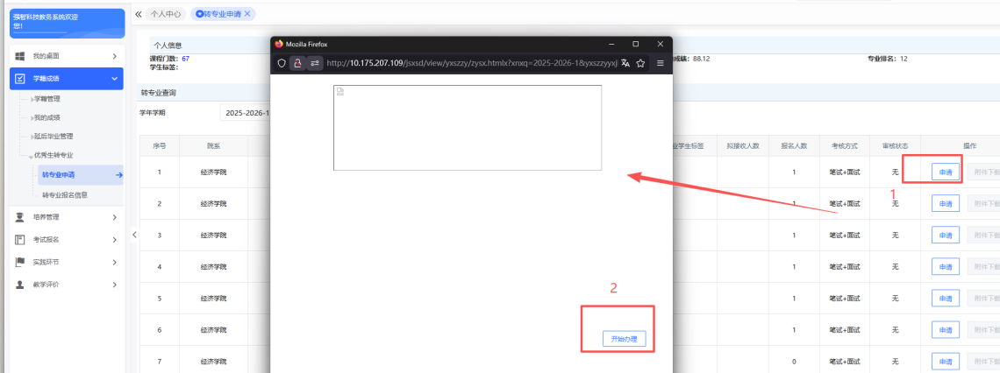 强智科技教务系统欢迎
您!
我的桌面
学籍成绩
学籍管理
我的成绩
延后毕业管理
优秀生转专业
转专业申请
转专业报名信息
培养管理
考试报名
实践环节
教学评价
个人中心
转专业申请
个人信息
课程门数: 67
学生标签:
成绩: 88.12
专业排名: 12
转专业查询
学年学期
2025-2026-1
序号 院系
学生标签 拟接收人数 报名人数 考核方式 审核状态 操作
1 经济学院 1 笔试+面试 无 申请 附件下载
2 经济学院 1 笔试+面试 无 申请 附件下载
3 经济学院 1 笔试+面试 无 申请 附件下载
4 经济学院 1 笔试+面试 无 申请 附件下载
5 经济学院 1 笔试+面试 无 申请 附件下载
6 经济学院 1 笔试+面试 无 申请 附件下载
7 经济学院 0 笔试+面试 无 申请 附件下载
Mozilla Firefox
http://10.175.207.109/jsxsd/view/yxszzy/zysx.htmlx?xnxq=2025-2026-1&yxszzyyxj
1
2
开始办理